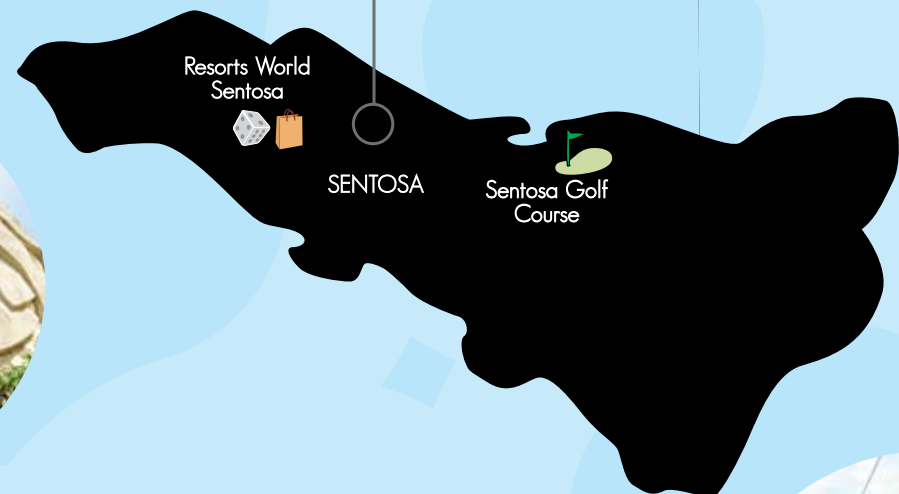 Resorts World
Sentosa
SENTOSA
Sentosa Golf
Course